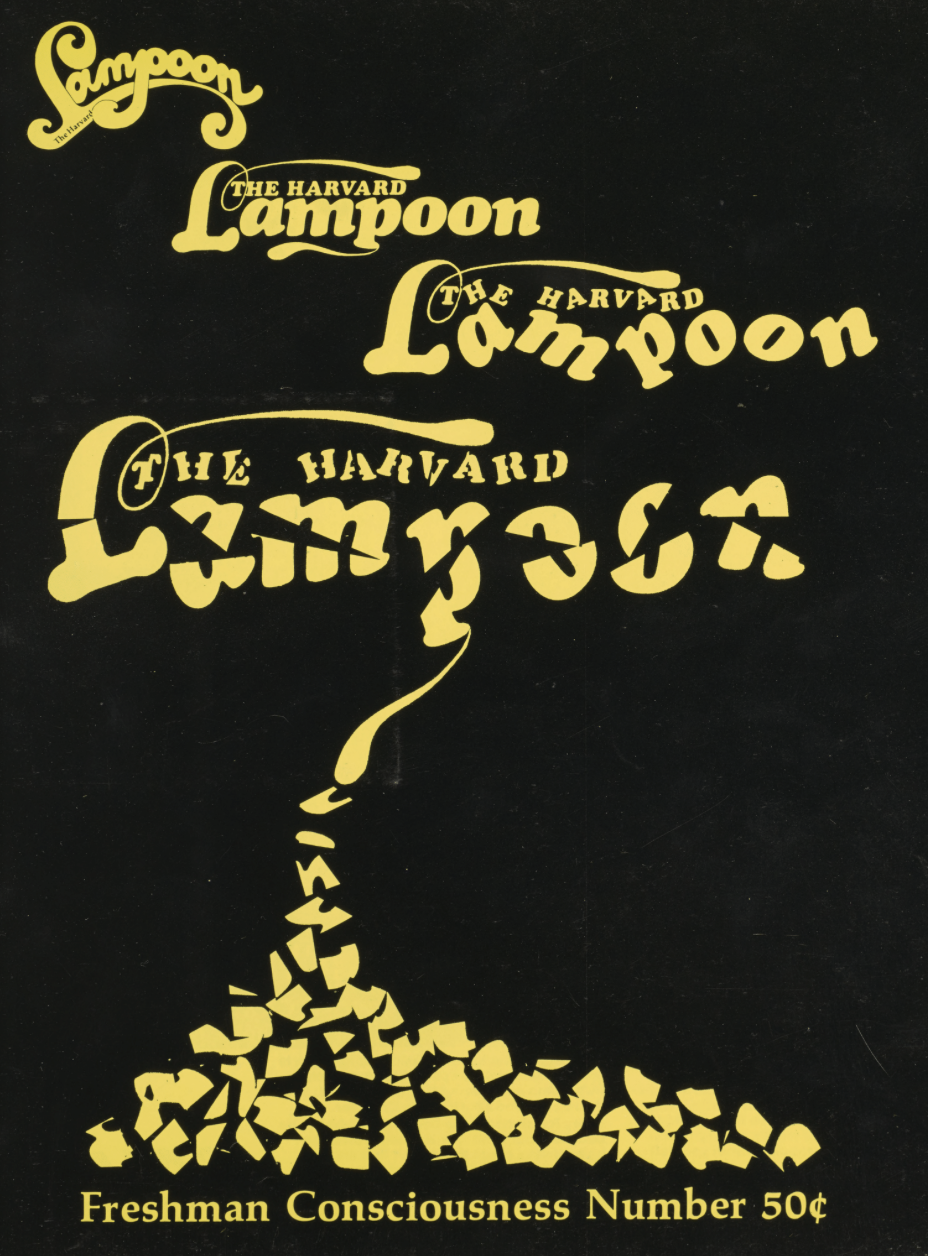 Lampoon
The Harvard
THE HARVARD
Lampoon
THE HARVARD
Lampoon
THE HARVARD
Lampoon
Freshman Consciousness Number 50¢